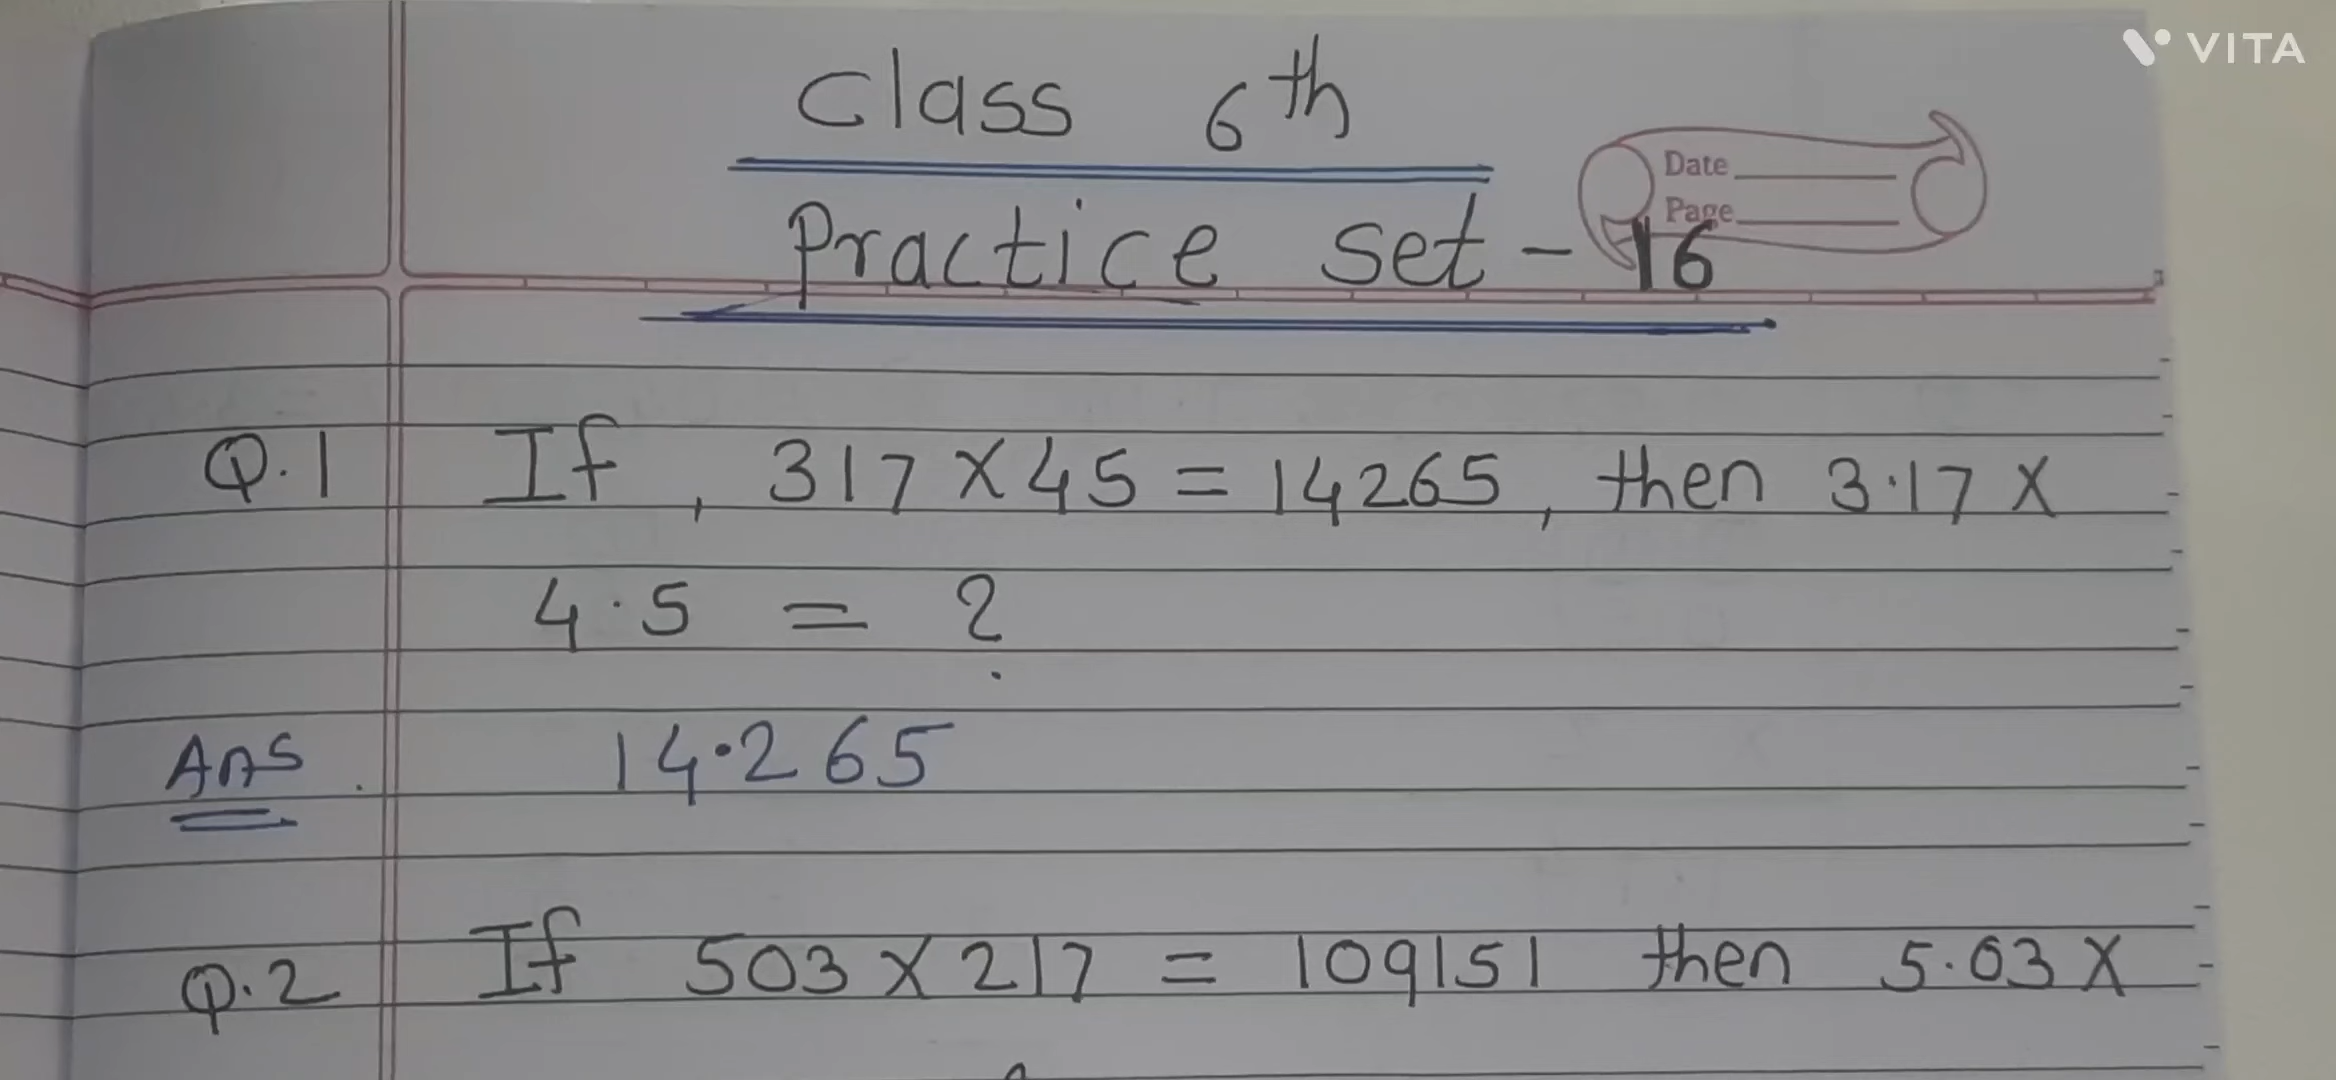 VITA
Class 6th
Date
Page
Practice set - 16
Q.1 If , 317 X 45 = 14265, then 3.17 X
4.5 = ?
Ans . 14.265
Q.2 If 503 X 217 = 109151 then 5.03 X